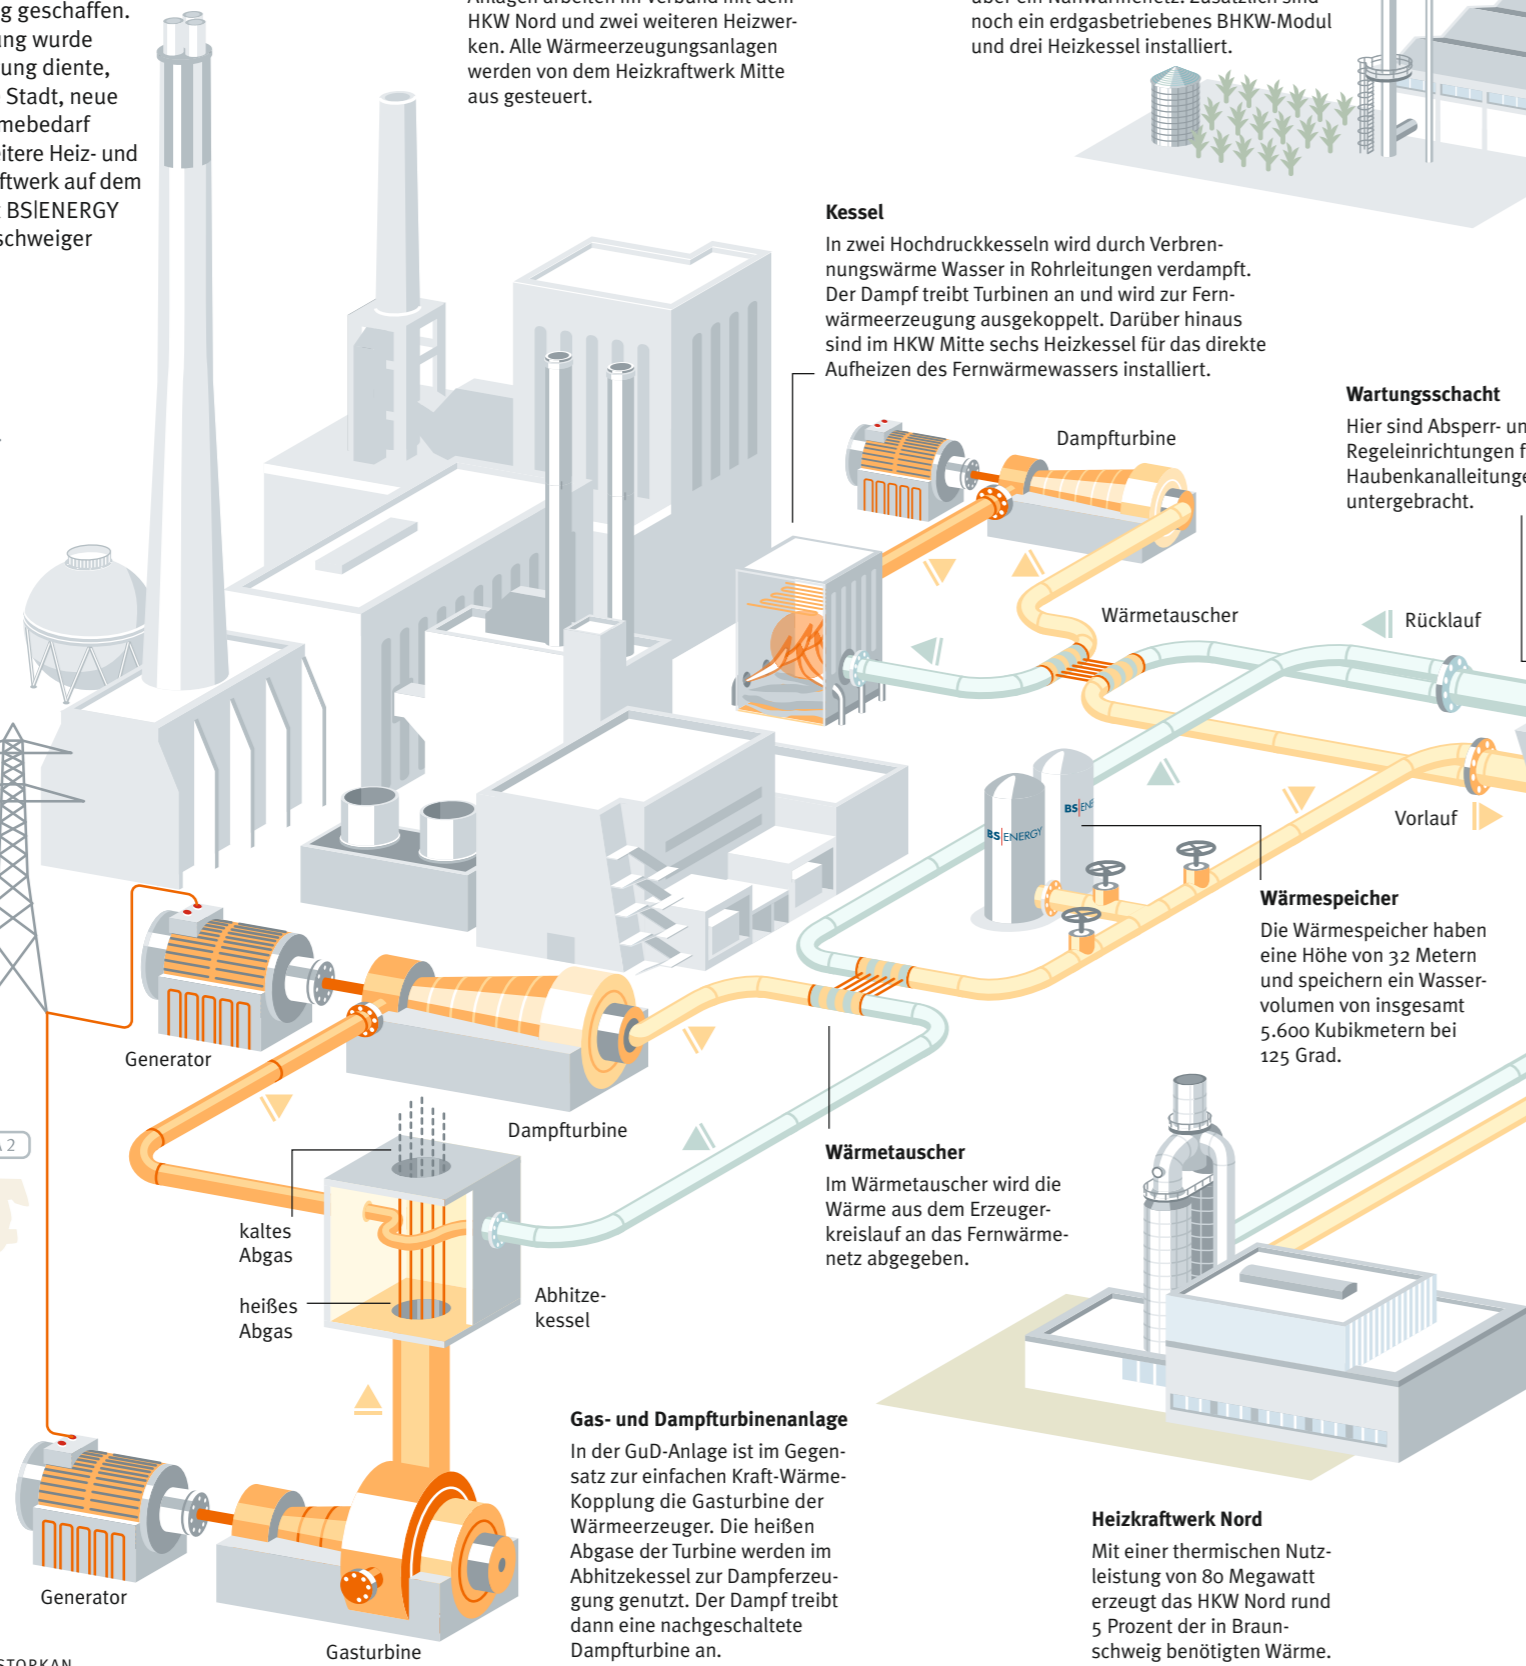 g geschaffen.
ung wurde
ung diente,
Stadt, neue
mebedarf
eitere Heiz- und
ftwerk auf dem
BS|ENERGY
schweiger
HKW Nord und zwei weiteren Heizwer-
ken. Alle Wärmeerzeugungsanlagen
werden von dem Heizkraftwerk Mitte
aus gesteuert.
noch ein erdgasbetriebenes BHKW-Modul
und drei Heizkessel installiert.
Kessel
In zwei Hochdruckkesseln wird durch Verbren-
nungswärme Wasser in Rohrleitungen verdampft.
Der Dampf treibt Turbinen an und wird zur Fern-
wärmeerzeugung ausgekoppelt. Darüber hinaus
sind im HKW Mitte sechs Heizkessel für das direkte
Aufheizen des Fernwärmewassers installiert.
Wartungsschacht
Hier sind Absperr- un
Regeleinrichtungen f
Haubenkanalleitunge
untergebracht.
Dampfturbine
Wärmetauscher
Rücklauf
Vorlauf
BS|ENERGY
BS|ENE
Wärmespeicher
Die Wärmespeicher haben
eine Höhe von 32 Metern
und speichern ein Wasser-
volumen von insgesamt
5.600 Kubikmetern bei
125 Grad.
Generator
Dampfturbine
Wärmetauscher
Im Wärmetauscher wird die
Wärme aus dem Erzeuger-
kreislauf an das Fernwärme-
netz abgegeben.
kaltes
Abgas
heißes
Abgas
Abhitze-
kessel
Gas- und Dampfturbinenanlage
In der GuD-Anlage ist im Gegen-
satz zur einfachen Kraft-Wärme-
Kopplung die Gasturbine der
Wärmeerzeuger. Die heißen
Abgase der Turbine werden im
Abhitzekessel zur Dampferzeu-
gung genutzt. Der Dampf treibt
dann eine nachgeschaltete
Dampfturbine an.
Generator
Gasturbine
Heizkraftwerk Nord
Mit einer thermischen Nutz-
leistung von 80 Megawatt
erzeugt das HKW Nord rund
5 Prozent der in Braun-
schweig benötigten Wärme.